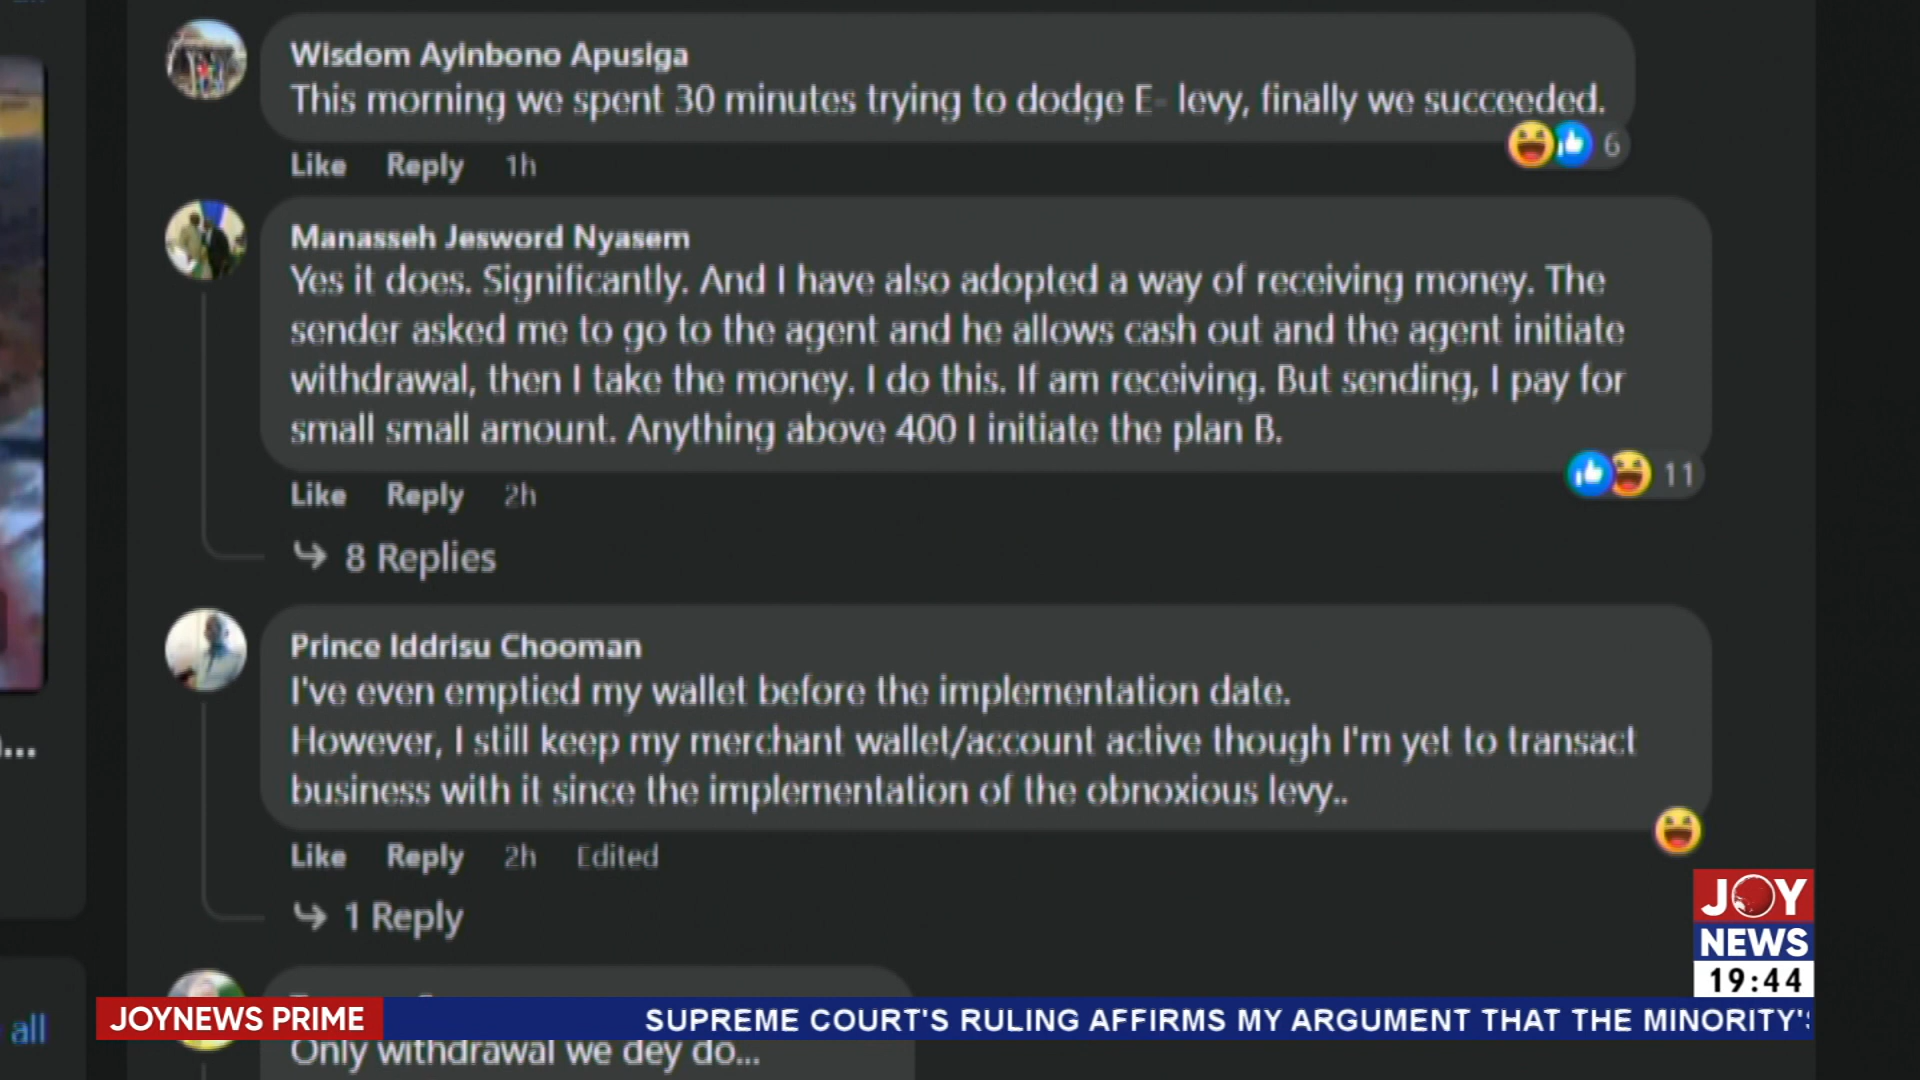 Wisdom Ayinbono Apusiga
This morning we spent 30 minutes trying to dodge E- levy, finally we succeeded.
6
Like Reply 1h
Manasseh Jesword Nyasem
Yes it does. Significantly. And I have also adopted a way of receiving money. The
sender asked me to go to the agent and he allows cash out and the agent initiate
withdrawal, then I take the money. I do this. If am receiving. But sending, I pay for
small small amount. Anything above 400 I initiate the plan B.
11
Like Reply 2h
8 Replies
Prince Iddrisu Chooman
I've even emptied my wallet before the implementation date.
However, I still keep my merchant wallet/account active though I'm yet to transact
business with it since the implementation of the obnoxious levy..
Like Reply 2h Edited
1 Reply
JOY
NEWS
19:44
all
JOYNEWS PRIME
SUPREME COURT'S RULING AFFIRMS MY ARGUMENT THAT THE MINORITY'
Only withdrawal we dey do...